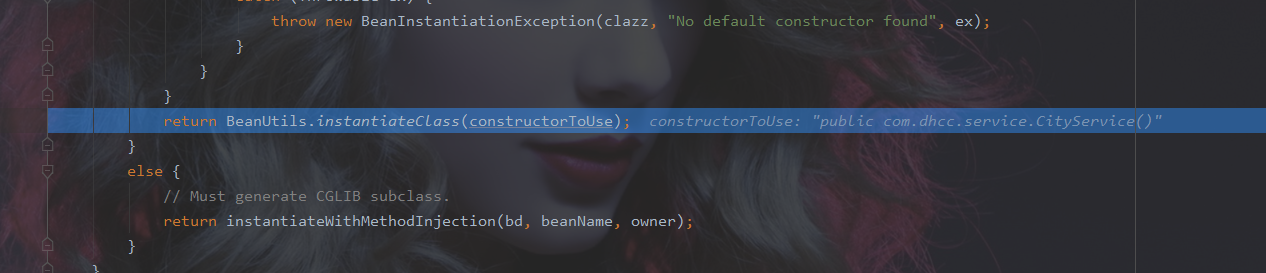 throw new BeanInstantiationException(clazz, "No default constructor found", ex);
}
}
}
return BeanUtils.instantiateClass(constructorToUse); constructorToUse: "public com.dhcc.service.CityService()"
}
else {
// Must generate CGLIB subclass.
return instantiateWithMethodInjection(bd, beanName, owner);
}